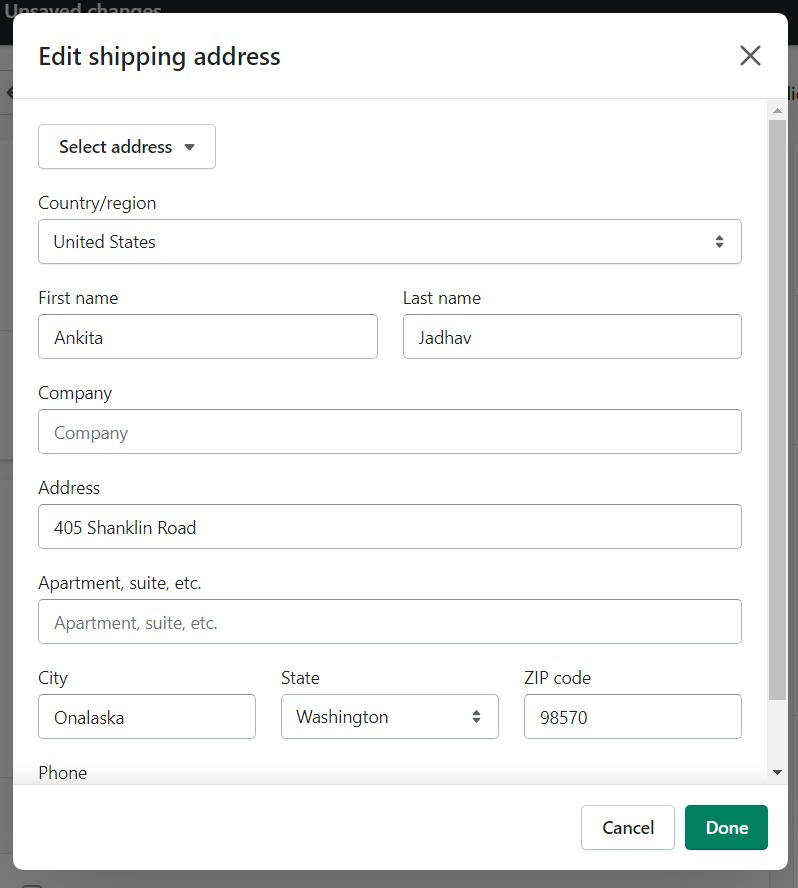 Unsaved changes
Edit shipping address
Select address
Country/region
United States
First name Last name
Ankita Jadhav
Company
Company
Address
405 Shanklin Road
Apartment, suite, etc.
Apartment, suite, etc.
City State ZIP code
Onalaska Washington 98570
Phone
Cancel Done